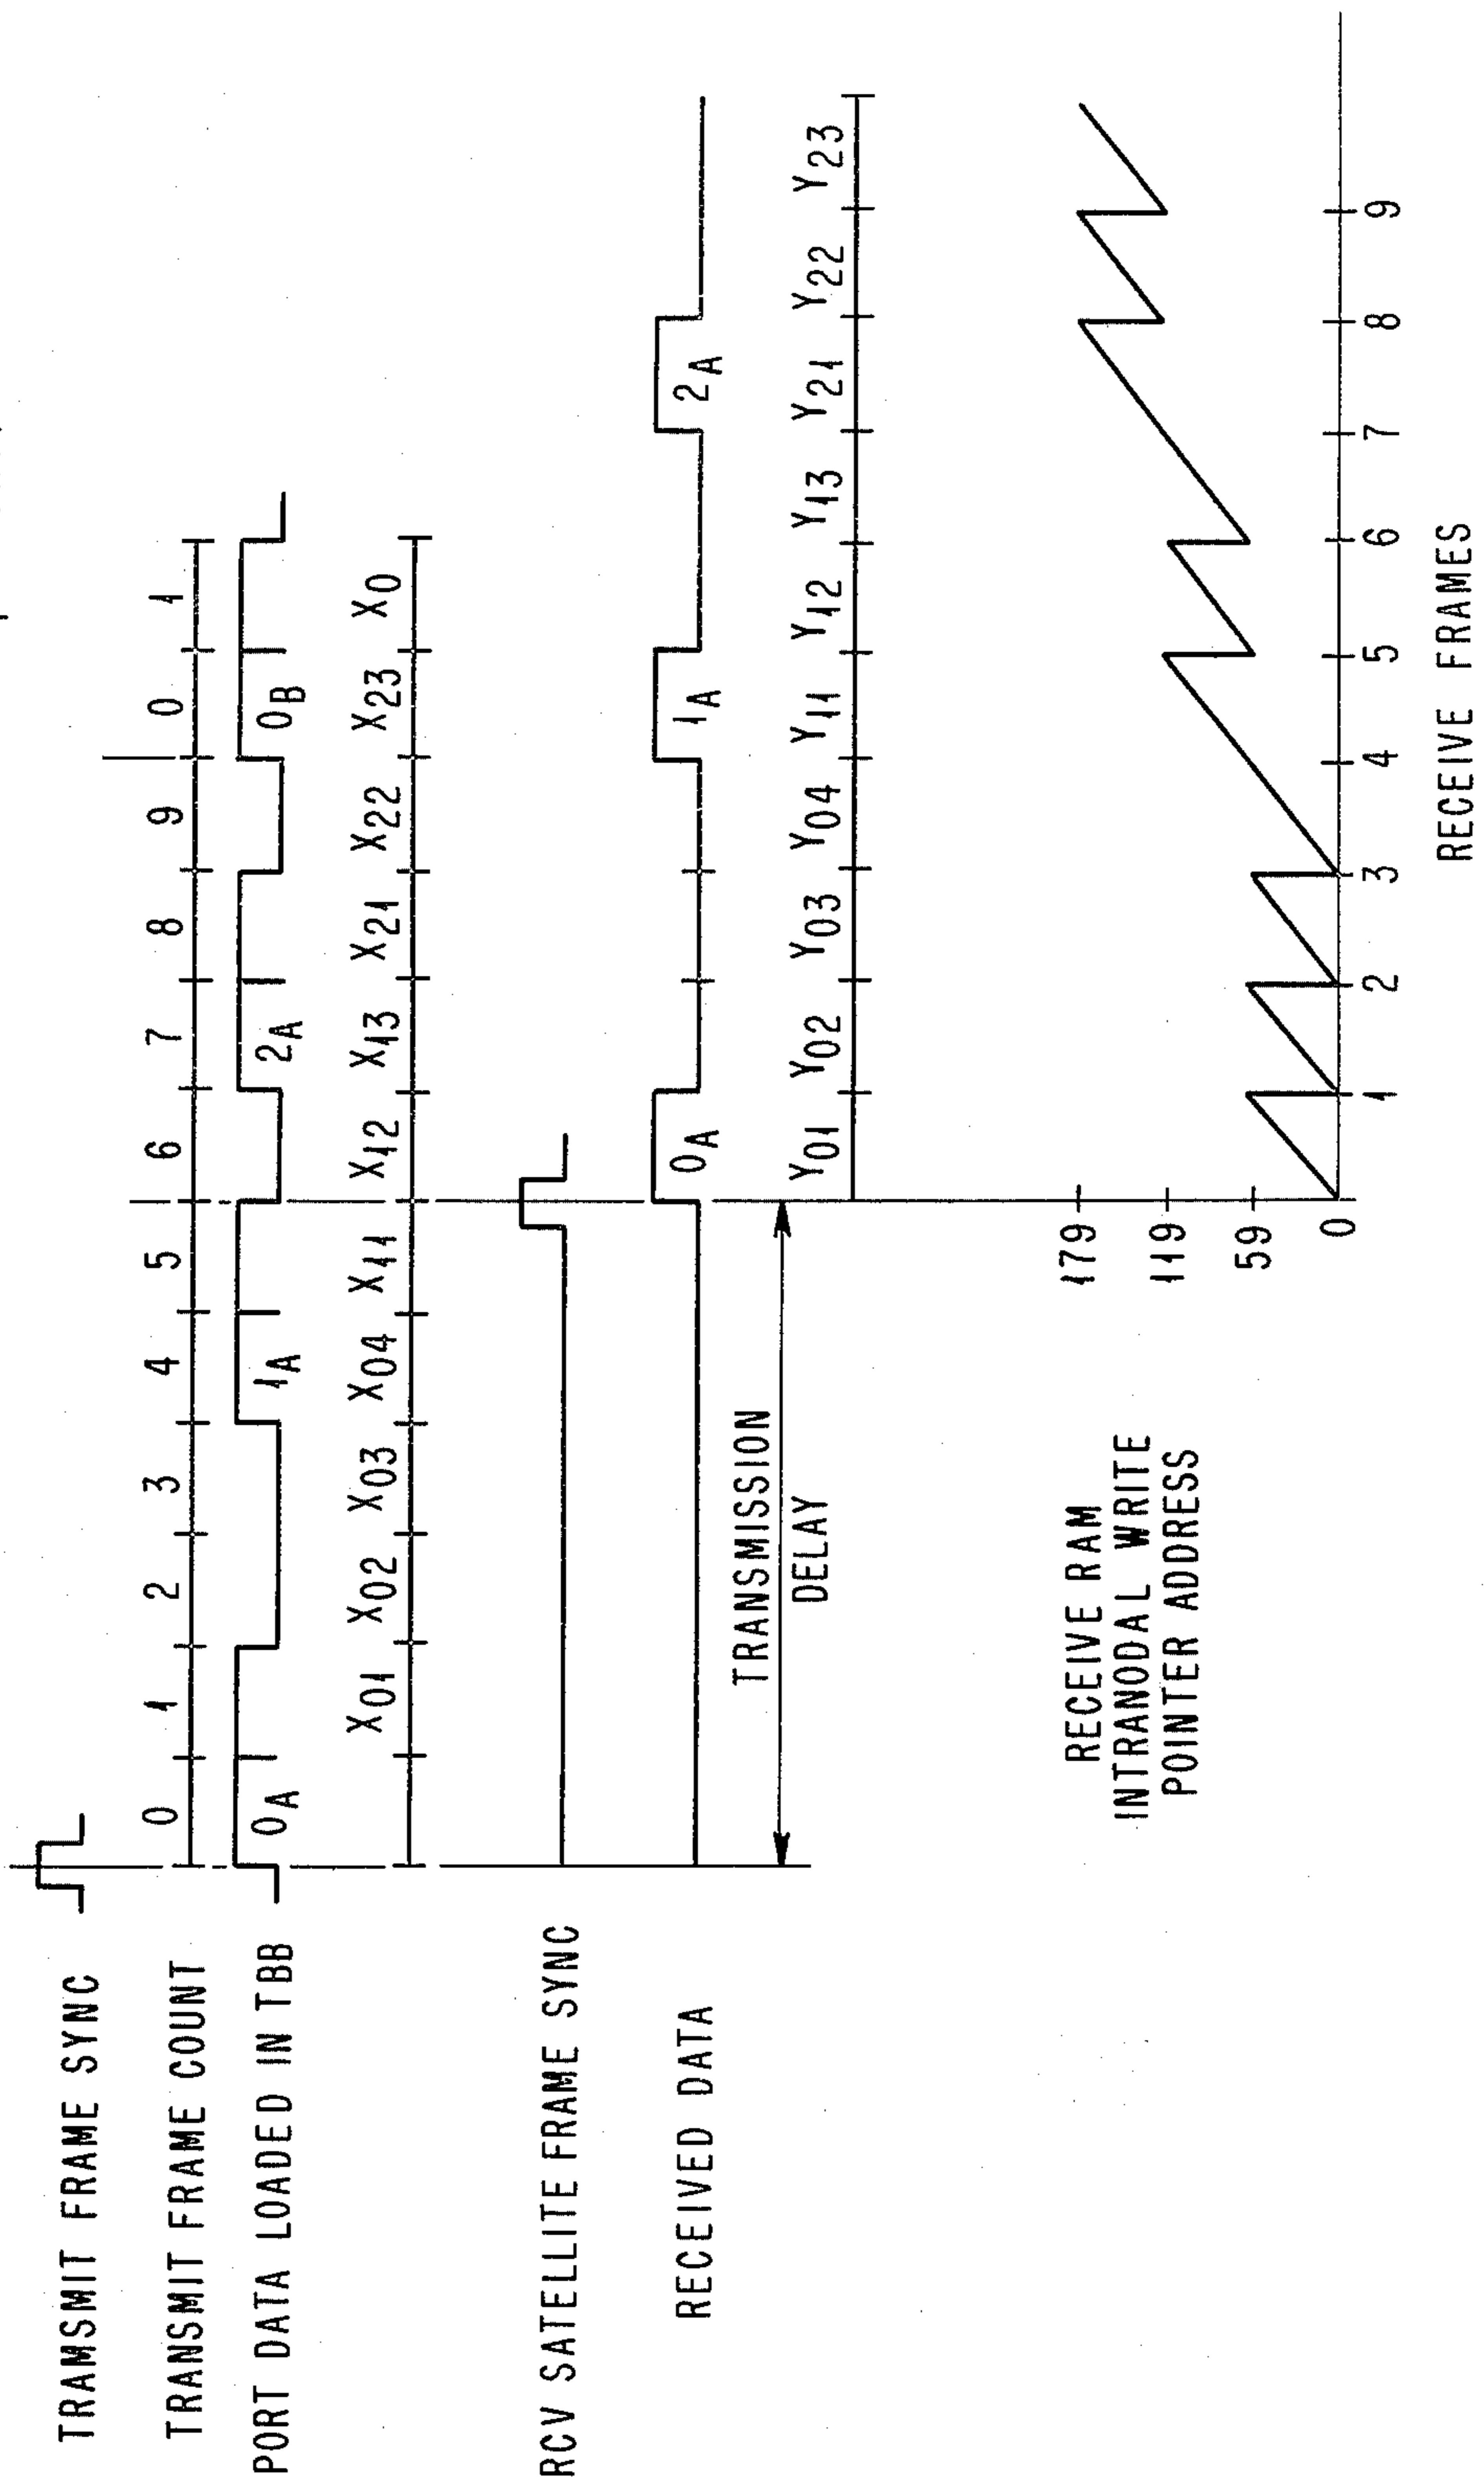 TRAMSMIT FRAME SYNC
TRANSMIT FRAME COUNT
0 1 2 3 4 5 6 7 8 9 0 1
PORT DATA LOADED IN TBB
0A 1A 2A 0B
X01 X02 X03 X04 X11 X12 X13 X21 X22 X23 X0
RCV SATELLITE FRAME SYNC
RECEIVED DATA
0A 1A 2A
TRANSMISSION
DELAY
Y01 Y02 Y03 Y04 Y11 Y12 Y13 Y21 Y22 Y23
RECEIVE RAM
INTRANODAL WRITE
POINTER ADDRESS
179
119
59
0
1 2 3 4 5 6 7 8 9
RECEIVE FRAMES